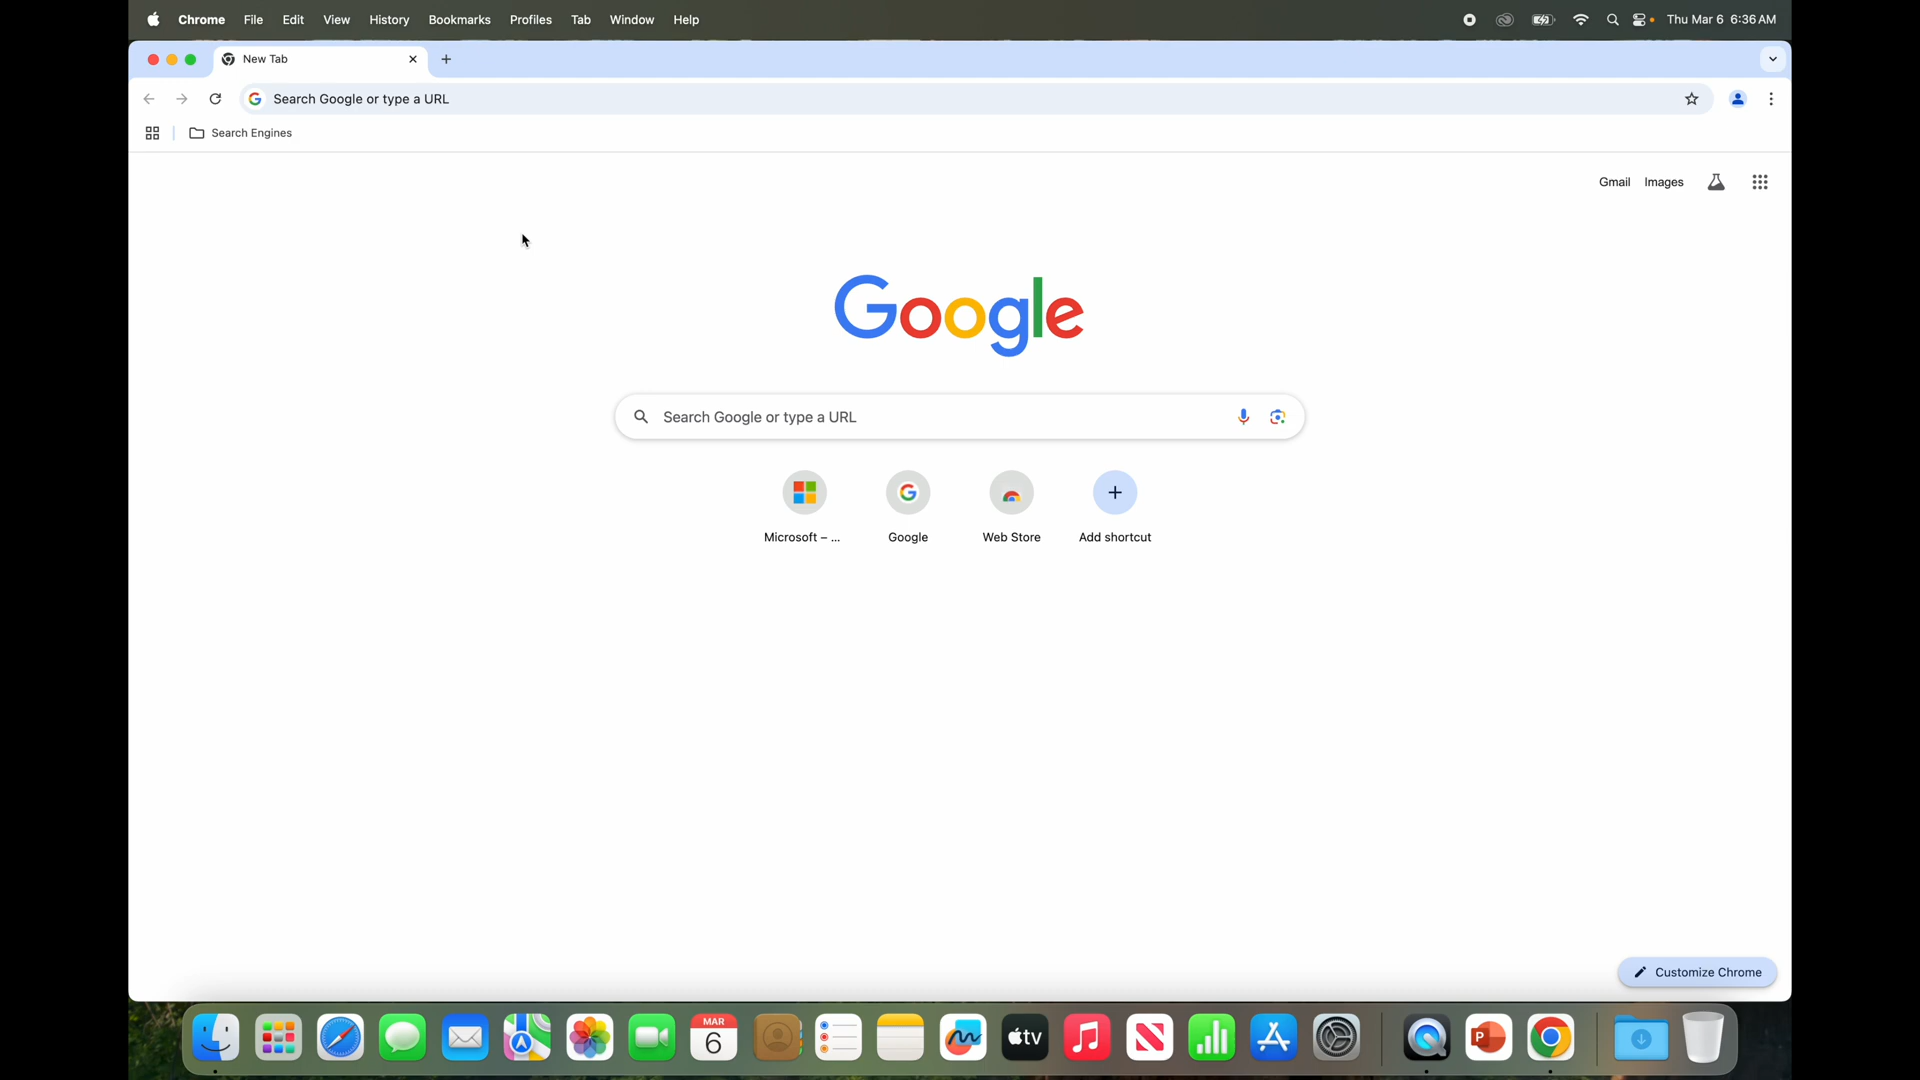 Chrome File Edit View History Bookmarks Profiles Tab Window Help Thu Mar 6 6:36 AM
New Tab
Search Google or type a URL
Search Engines
Gmail Images
Google
Search Google or type a URL
Microsoft – ... Google Web Store Add shortcut
Customize Chrome
MAR
6
tv
P